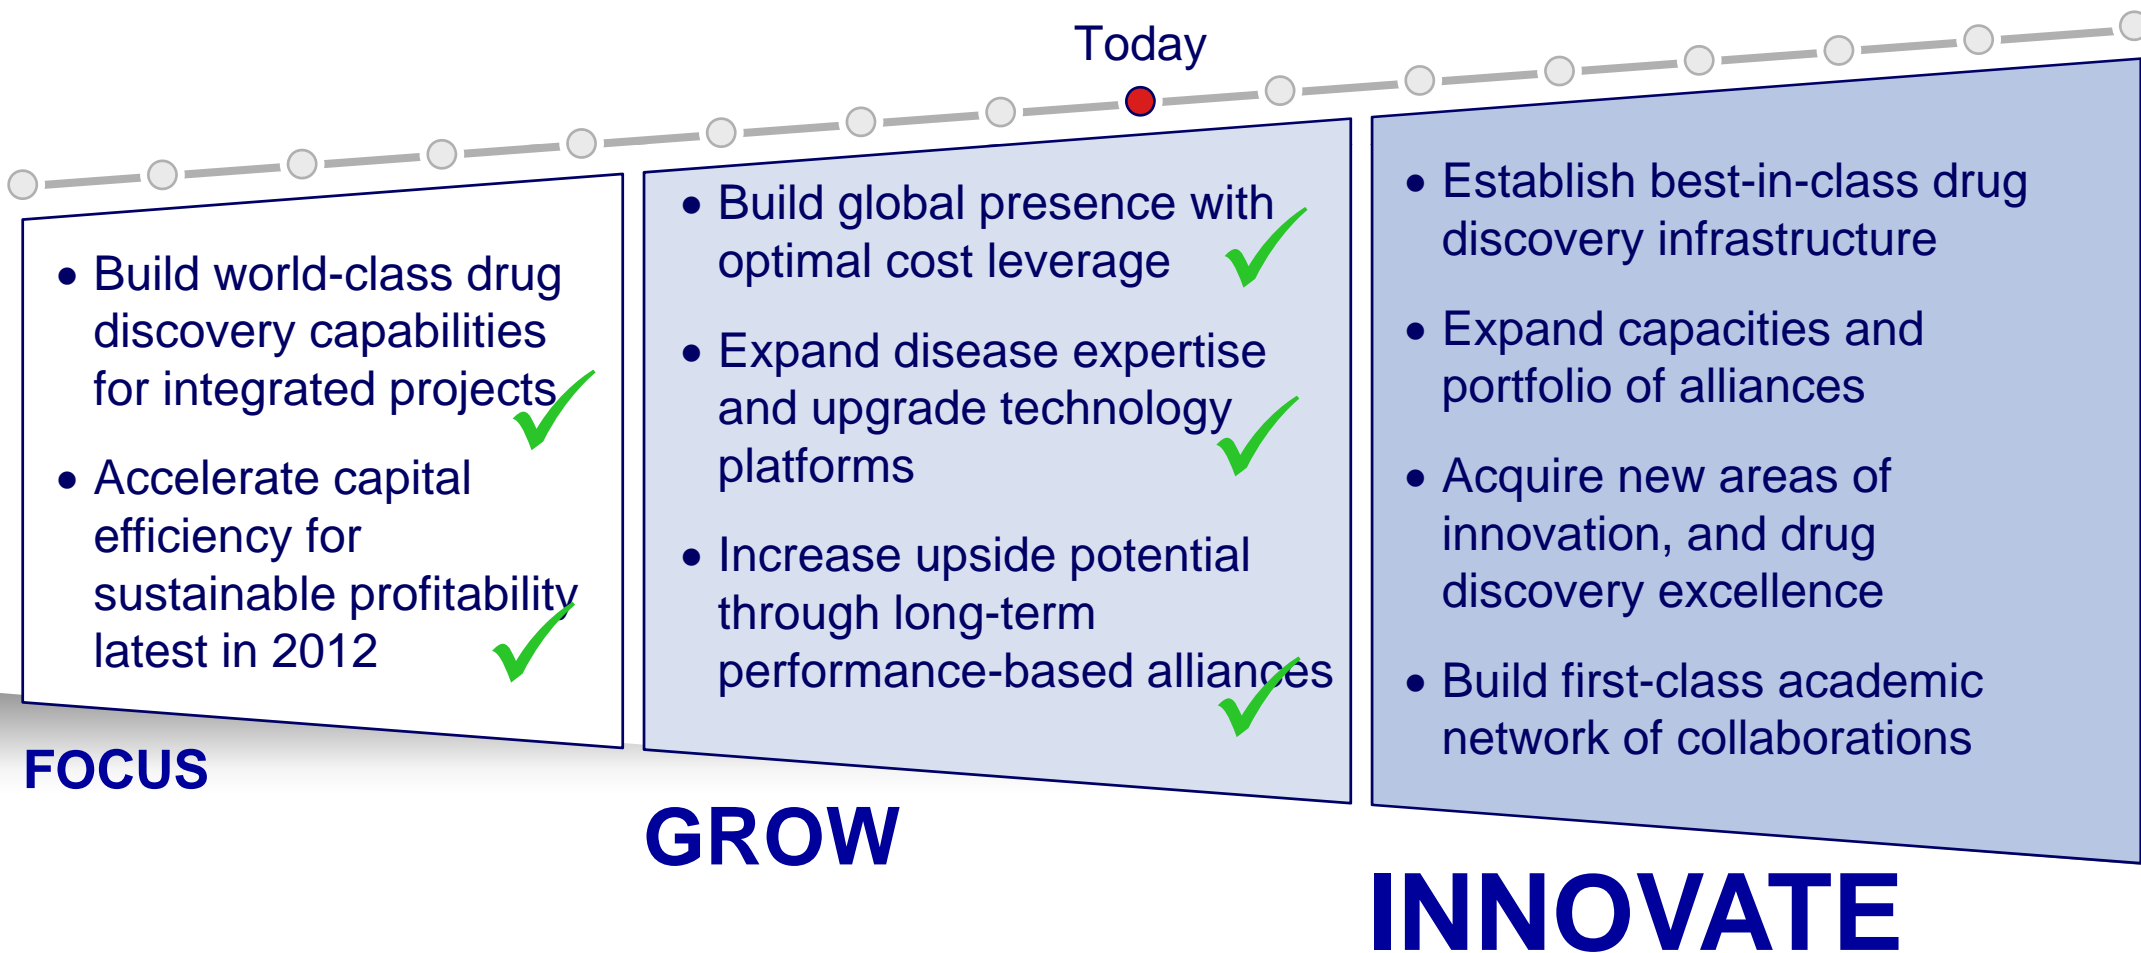 Today
• Build world-class drug
discovery capabilities
for integrated projects
• Accelerate capital
efficiency for
sustainable profitability
latest in 2012
FOCUS
• Build global presence with
optimal cost leverage
• Expand disease expertise
and upgrade technology
platforms
• Increase upside potential
through long-term
performance-based alliances
GROW
• Establish best-in-class drug
discovery infrastructure
• Expand capacities and
portfolio of alliances
• Acquire new areas of
innovation, and drug
discovery excellence
• Build first-class academic
network of collaborations
INNOVATE